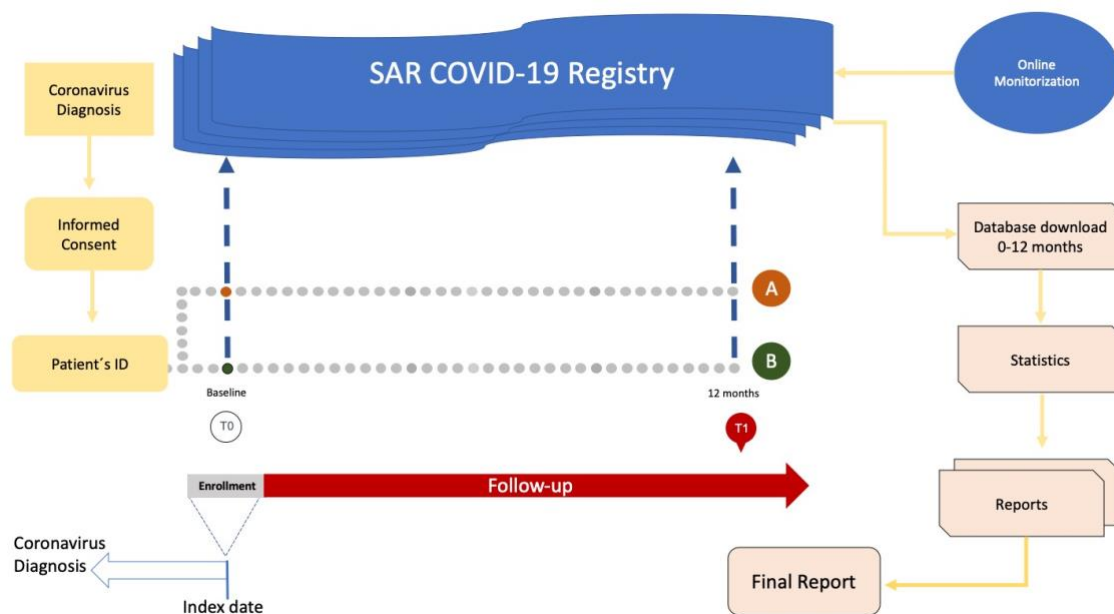 SAR COVID-19 Registry
Online
Monitorization
Coronavirus
Diagnosis
Informed
Consent
Patient´s ID
Database download
0-12 months
A
Statistics
B
Baseline
12 months
T0
T1
Enrollment
Follow-up
Reports
Coronavirus
Diagnosis
Index date
Final Report